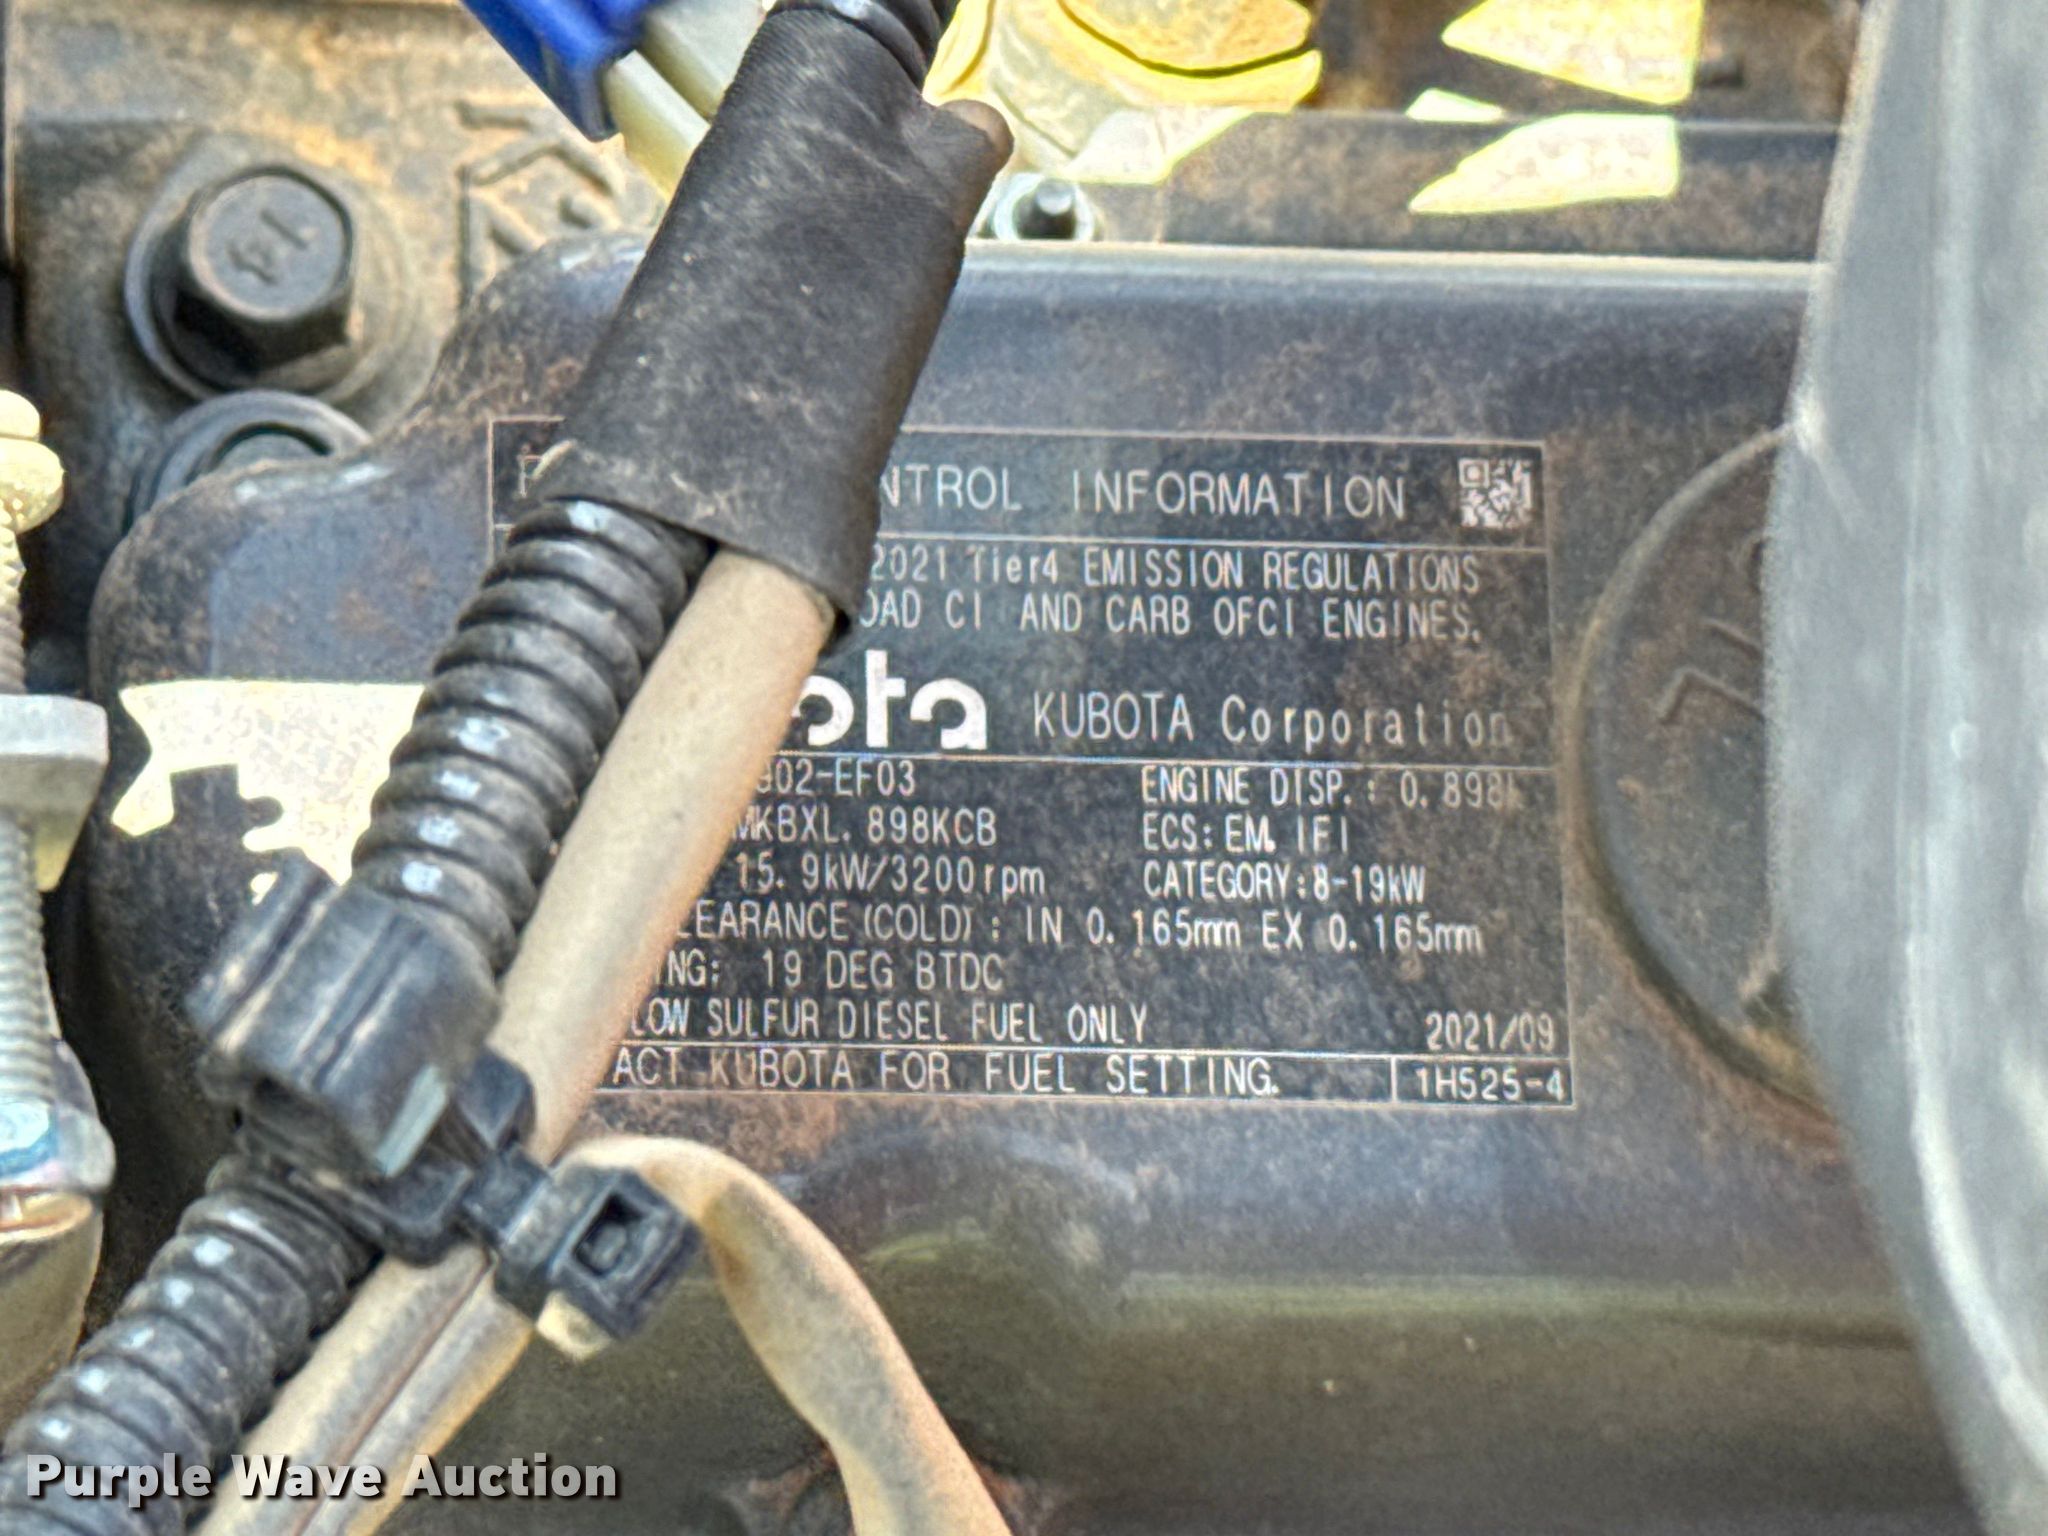 NTROL INFORMATION
2021 Tier4 EMISSION REGULATIONS
OAD CI AND CARB OFCI ENGINES.
ota KUBOTA Corporation
902-EF03 ENGINE DISP.: 0.898L
MKBXL.898KCB ECS: EM, IFI
15.9kW/3200rpm CATEGORY:8-19kW
LEARANCE(COLD): IN 0.165mm EX 0.165mm
ING: 19 DEG BTDC
LOW SULFUR DIESEL FUEL ONLY 2021/09
ACT KUBOTA FOR FUEL SETTING. 1H525-4
Purple Wave Auction